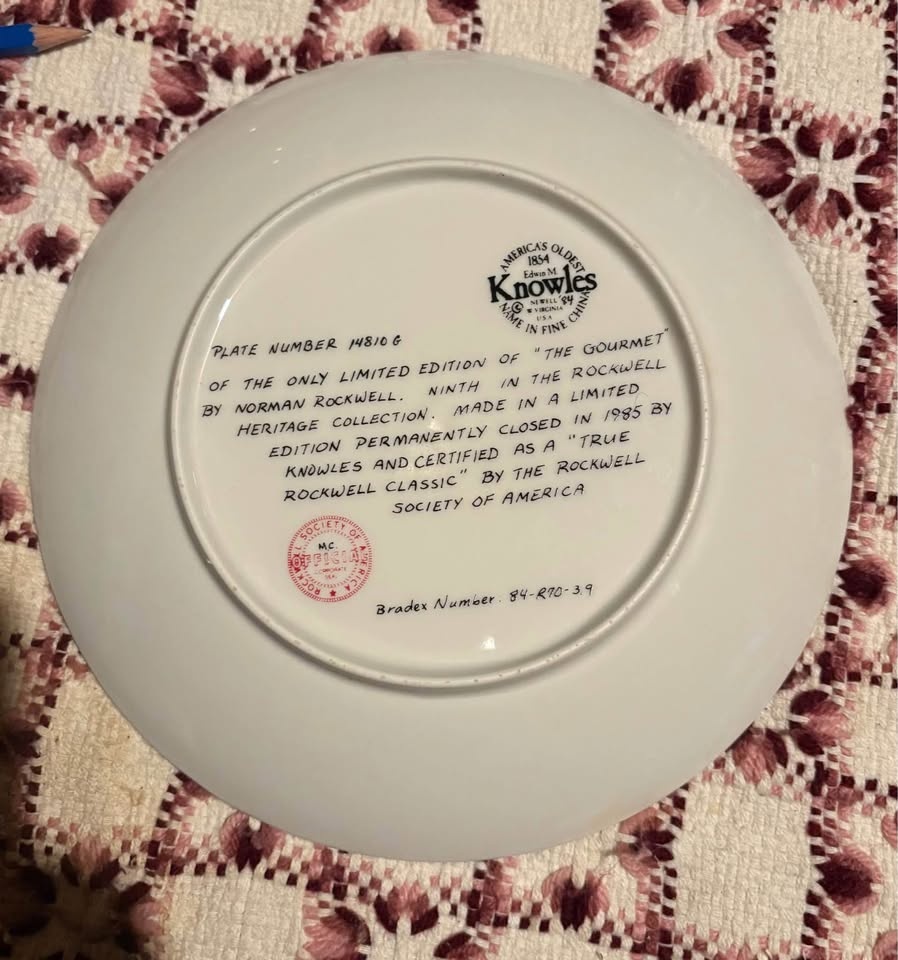 AMERICA'S OLDEST
1854
Edwin M.
Knowles
© NEWELL '84
W VIRGINIA
U.S.A
NAME IN FINE CHINA
PLATE NUMBER 14810G
OF THE ONLY LIMITED EDITION OF "THE GOURMET"
BY NORMAN ROCKWELL. NINTH IN THE ROCKWELL
HERITAGE COLLECTION. MADE IN A LIMITED
EDITION PERMANENTLY CLOSED IN 1985 BY
KNOWLES AND CERTIFIED AS A "TRUE
ROCKWELL CLASSIC" BY THE ROCKWELL
SOCIETY OF AMERICA
ROCKWELL SOCIETY OF AMERICA
M.C.
OFFICIAL
CORPORATE
SEAL
Bradex Number. 84-R70-3.9